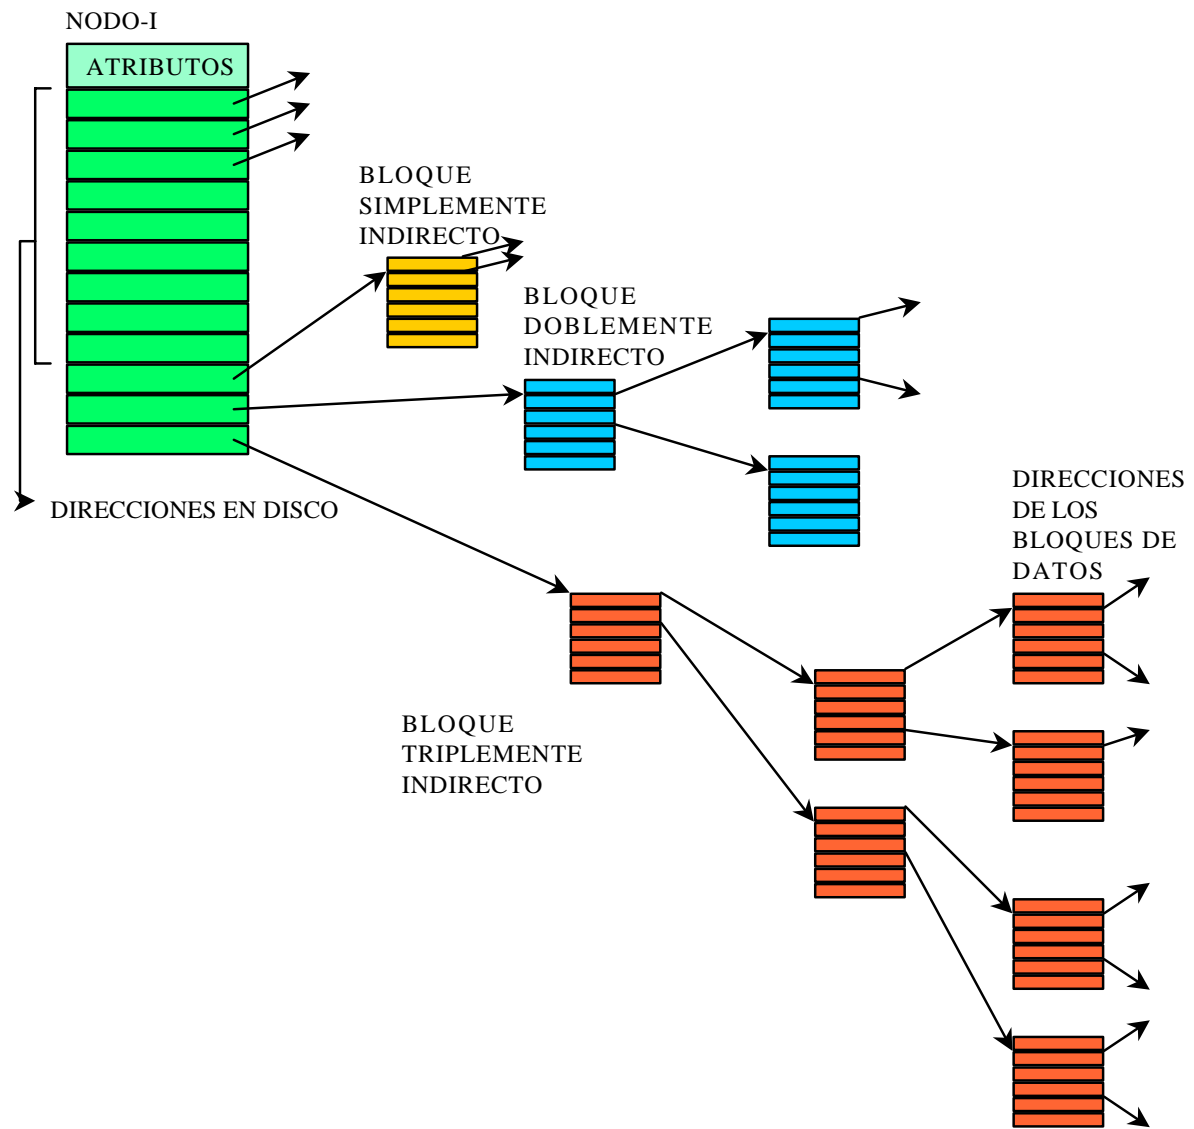 NODO-I
ATRIBUTOS
BLOQUE
SIMPLEMENTE
INDIRECTO
BLOQUE
DOBLEMENTE
INDIRECTO
DIRECCIONES EN DISCO
DIRECCIONES
DE LOS
BLOQUES DE
DATOS
BLOQUE
TRIPLEMENTE
INDIRECTO